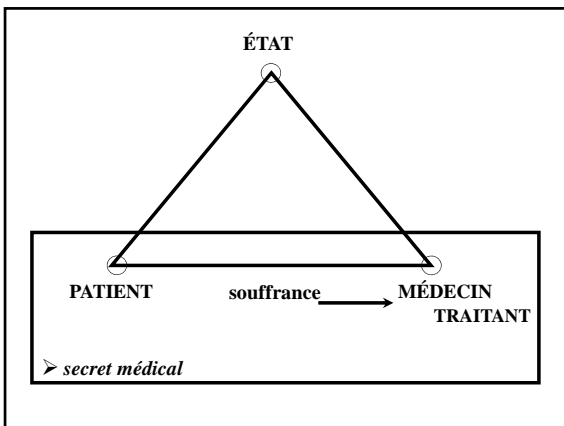 ÉTAT
PATIENT souffrance MÉDECIN
TRAITANT
➢ secret médical